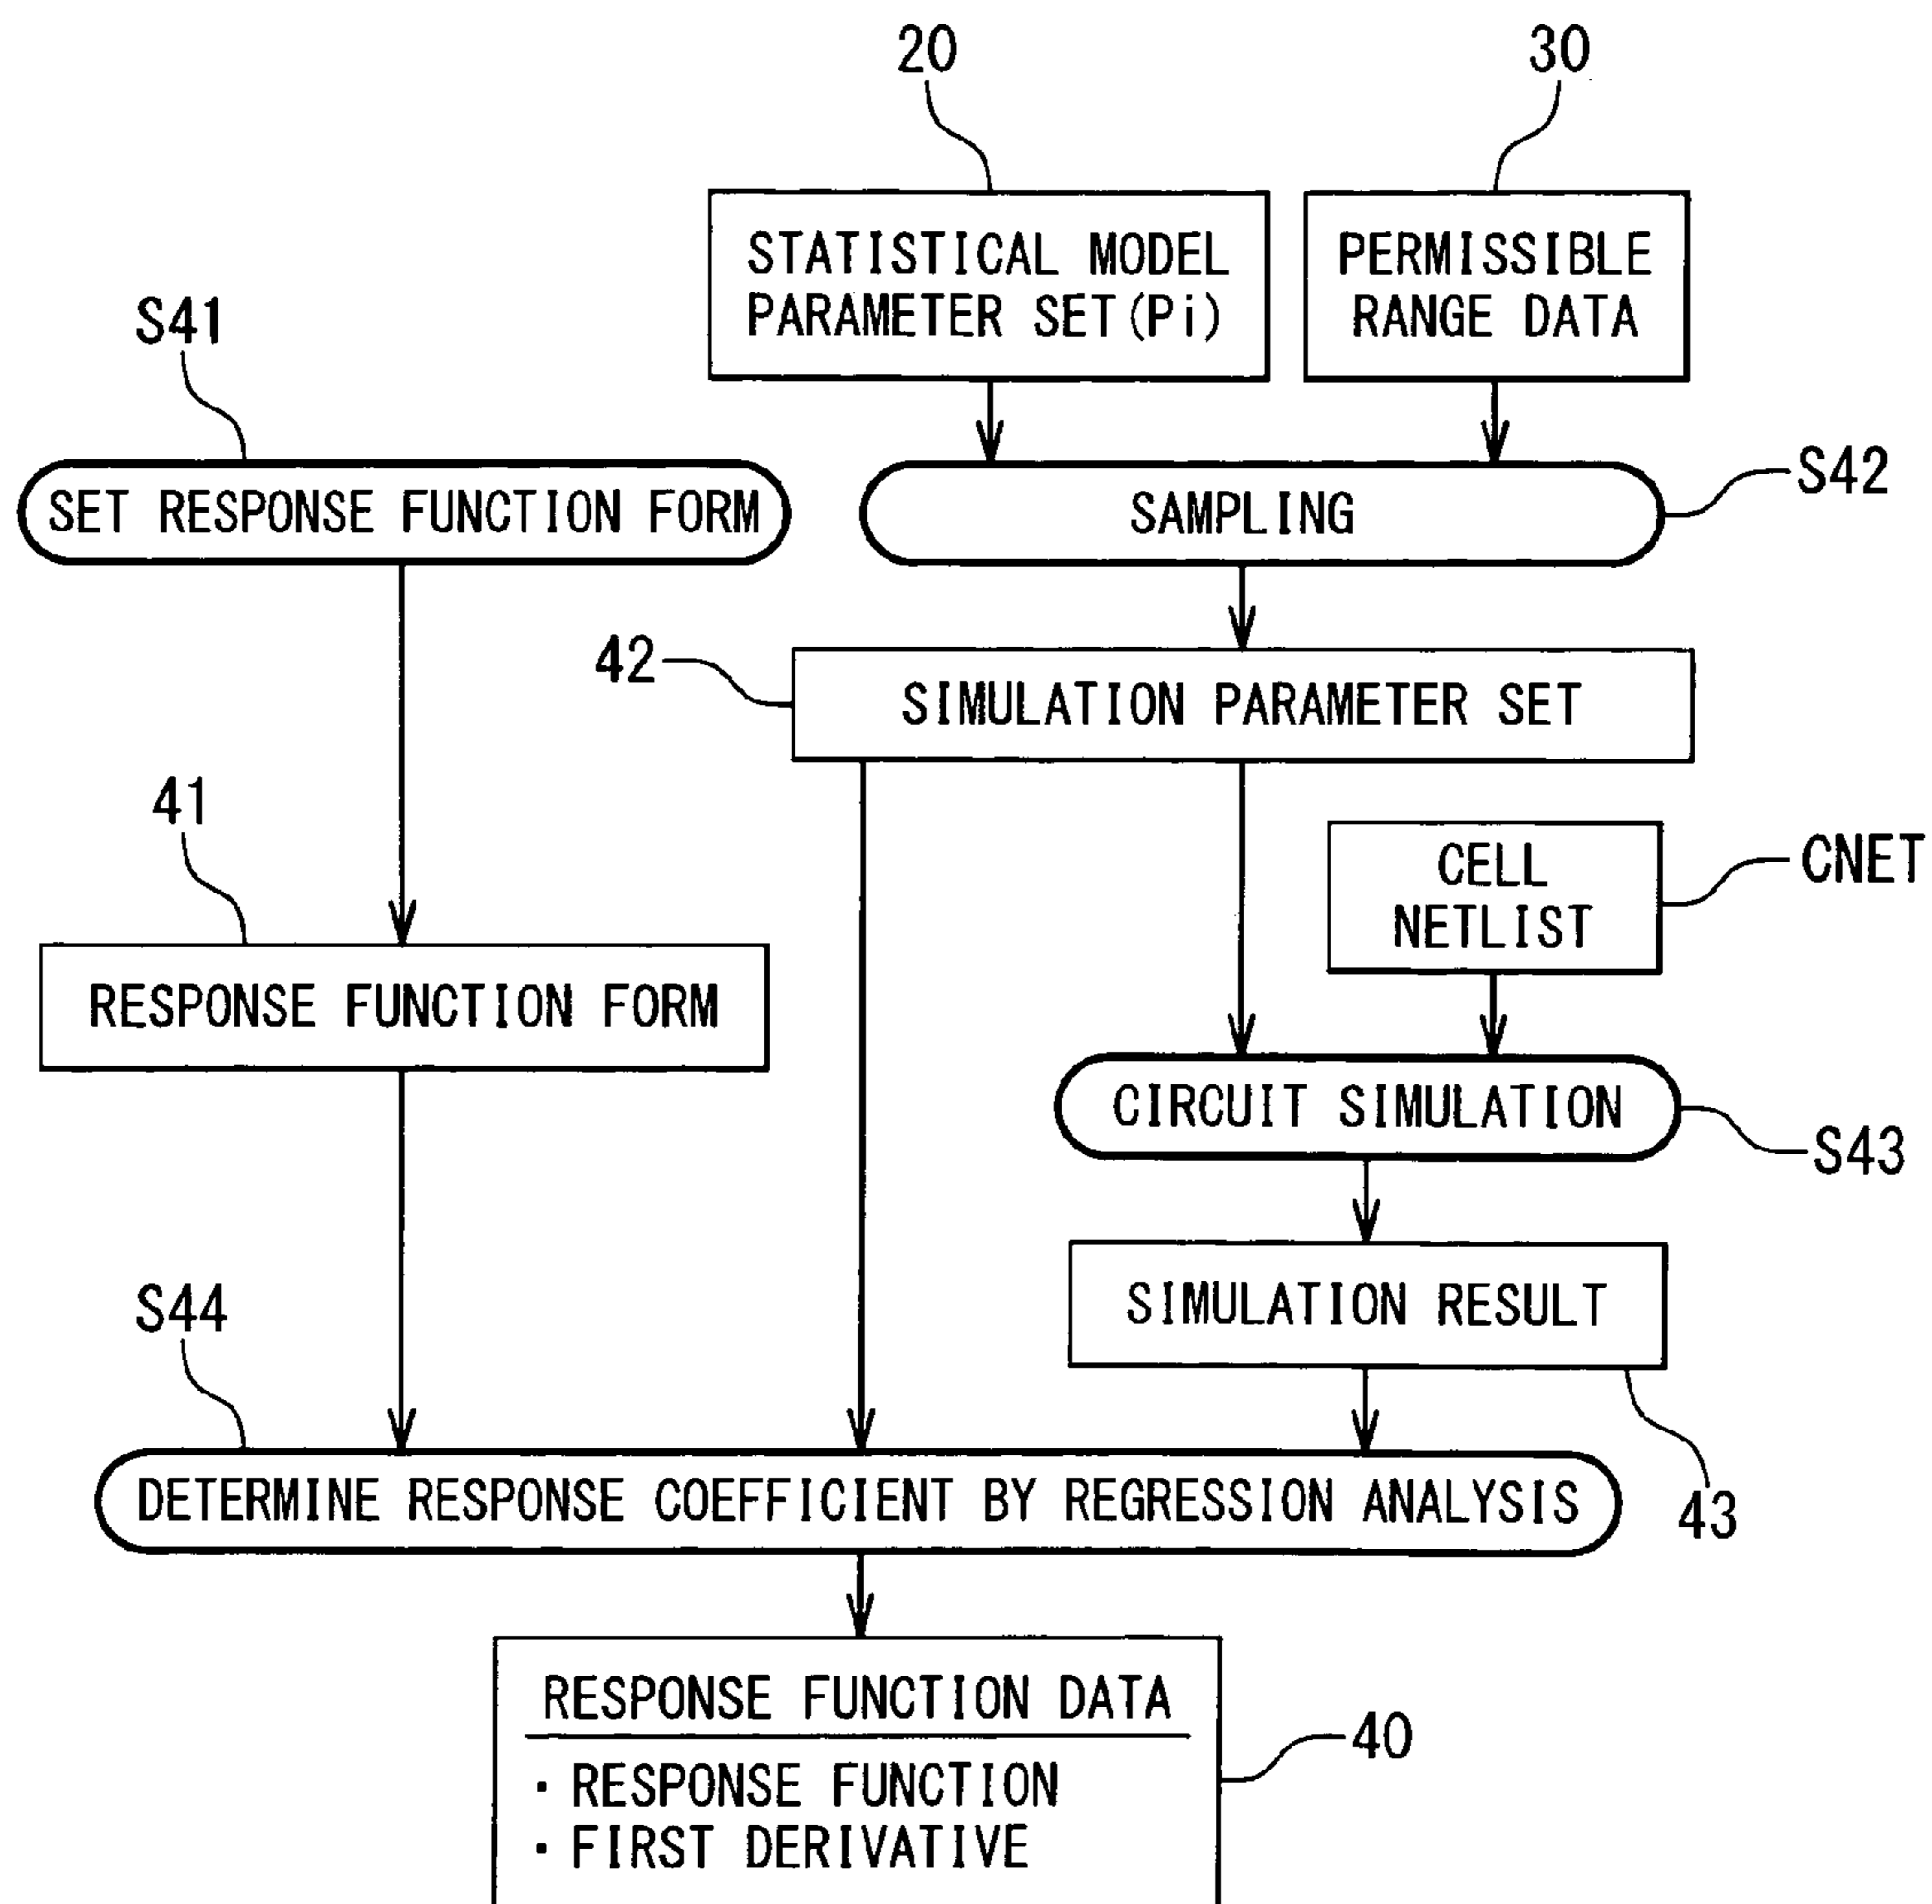 20
30
STATISTICAL MODEL
PARAMETER SET(Pi)
PERMISSIBLE
RANGE DATA
S41
S42
SET RESPONSE FUNCTION FORM
SAMPLING
42
SIMULATION PARAMETER SET
41
CELL
NETLIST
CNET
RESPONSE FUNCTION FORM
CIRCUIT SIMULATION
S43
S44
SIMULATION RESULT
DETERMINE RESPONSE COEFFICIENT BY REGRESSION ANALYSIS
43
RESPONSE FUNCTION DATA
40
・RESPONSE FUNCTION
・FIRST DERIVATIVE